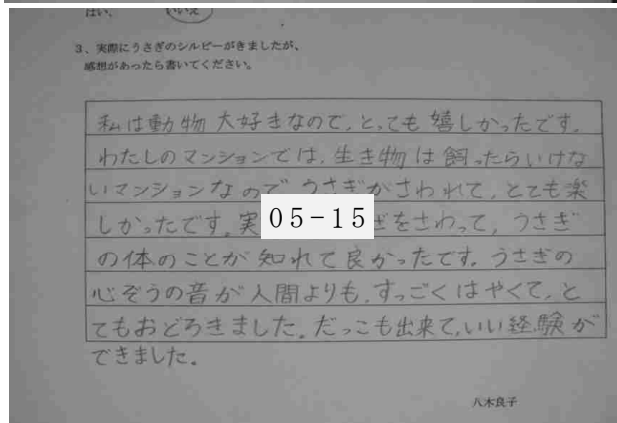 はい、 いいえ
3、実際にうさぎのシルビーがきましたが、
感想があったら書いてください。
私は動物大好きなので、とっても嬉しかったです。
わたしのマンションでは、生き物は飼ったらいけな
いマンションなので、うさぎがさわれて、とても楽
しかったです。実 05-15 ぎをさわって、うさぎ
の体のことが知れて良かったです。うさぎの
心ぞうの音が人間よりも、すっごくはやくて、と
てもおどろきました。だっこも出来て、いい経験が
できました。
八木良子